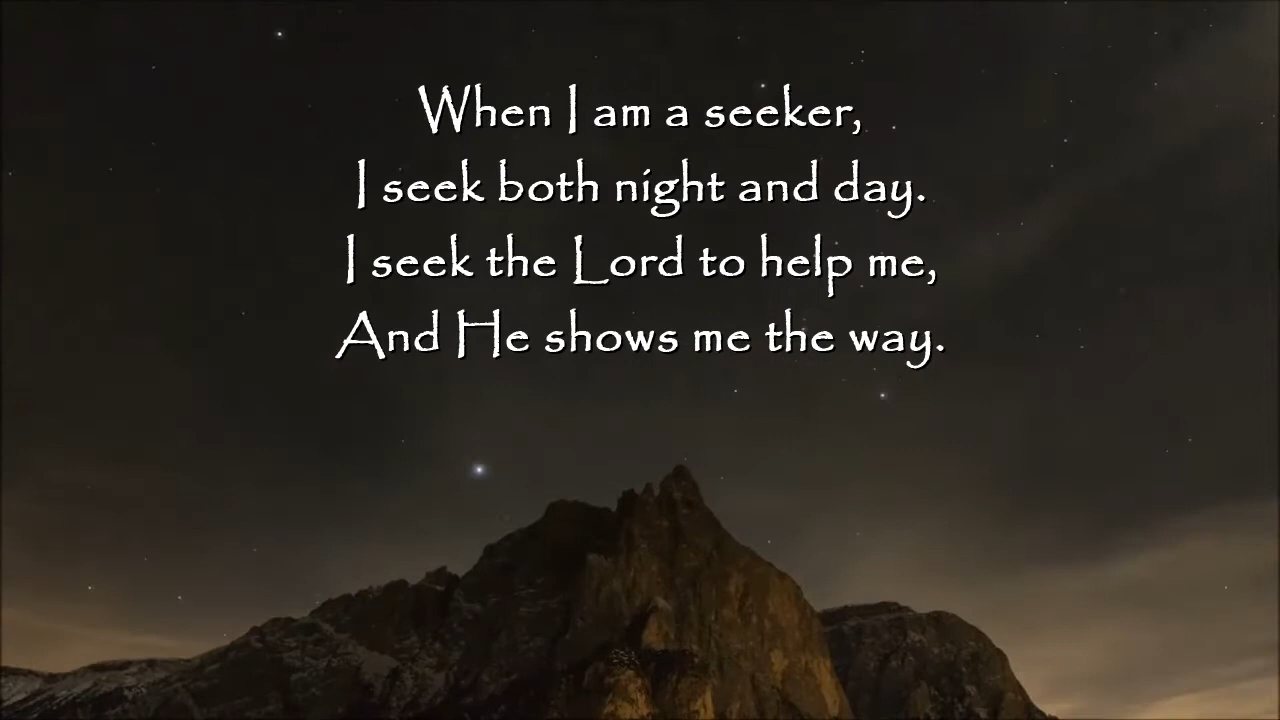 When I am a seeker,
I seek both night and day.
I seek the Lord to help me,
And He shows me the way.